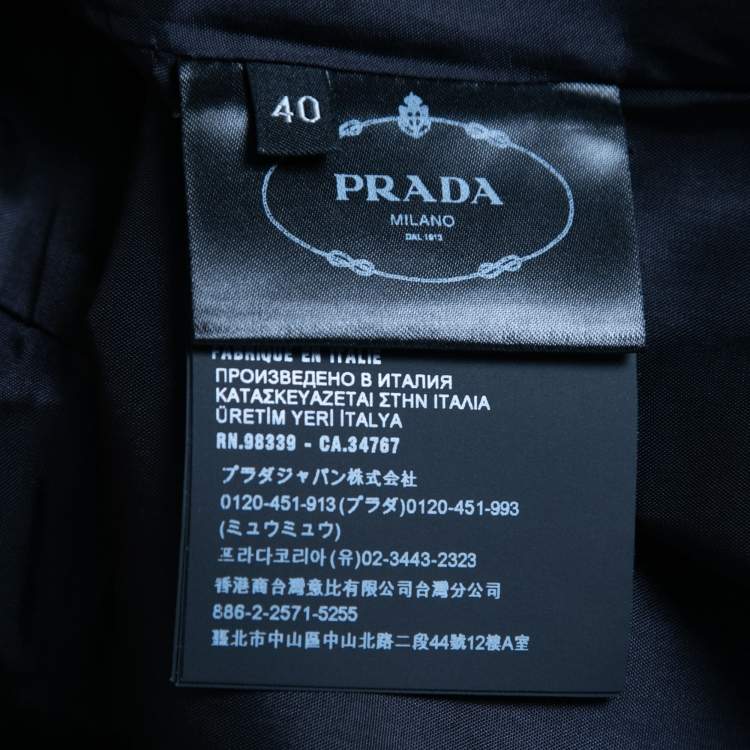 40
PRADA
MILANO
DAL 1913
FABRIQUE EN ITALIE
ПРОИЗВЕДЕНО В ИТАЛИЯ
ΚΑΤΑΣΚΕΥΑΖΕΤΑΙ ΣΤΗΝ ΙΤΑΛΙΑ
ÜRETİM YERİ İTALYA
RN.98339 - CA.34767
プラダジャパン株式会社
0120-451-913(プラダ)0120-451-993
(ミュウミュウ)
프라다코리아(유)02-3443-2323
香港商台灣意比有限公司台灣分公司
886-2-2571-5255
臺北市中山區中山北路二段44號12樓A室